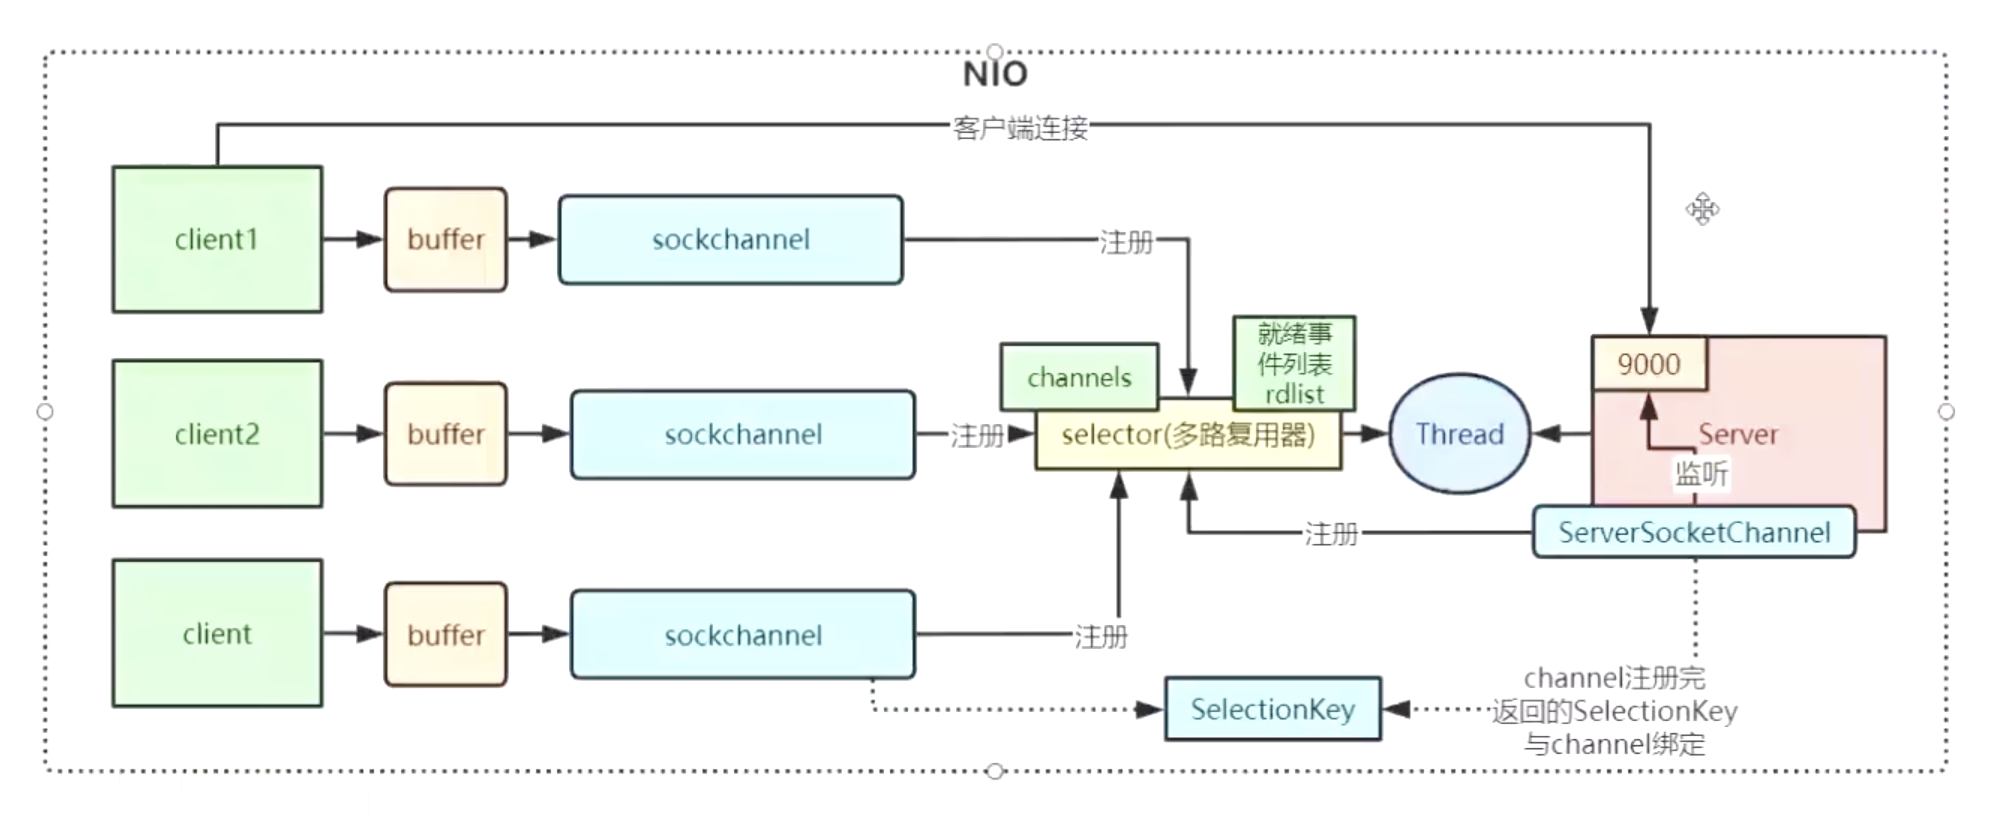 NIO
客户端连接
client1
buffer
sockchannel
注册
client2
buffer
sockchannel
注册
channels
就绪事
件列表
rdlist
selector(多路复用器)
Thread
9000
Server
监听
ServerSocketChannel
注册
client
buffer
sockchannel
注册
SelectionKey
channel注册完
返回的SelectionKey
与channel绑定